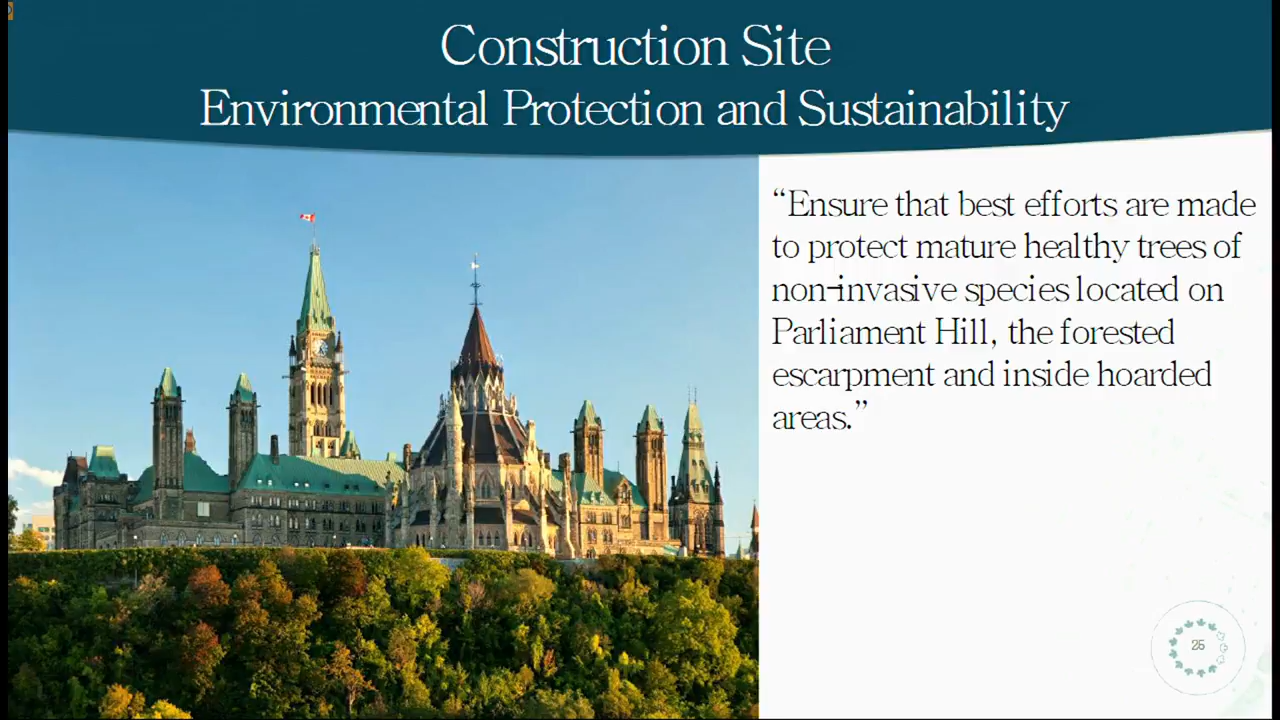 Construction Site
Environmental Protection and Sustainability
“Ensure that best efforts are made
to protect mature healthy trees of
non-invasive species located on
Parliament Hill, the forested
escarpment and inside hoarded
areas.”
25